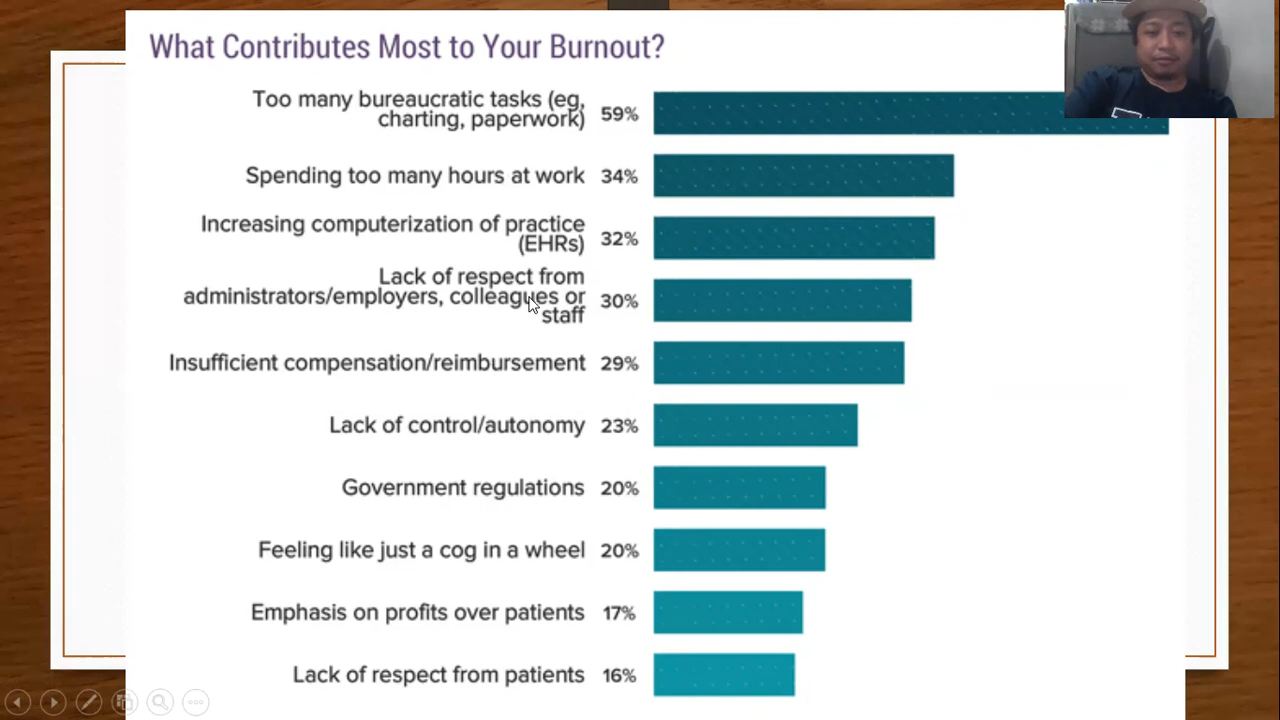 What Contributes Most to Your Burnout?
Too many bureaucratic tasks (eg,
charting, paperwork) 59%
Spending too many hours at work 34%
Increasing computerization of practice
(EHRs) 32%
Lack of respect from
administrators/employers, colleagues or
staff 30%
Insufficient compensation/reimbursement 29%
Lack of control/autonomy 23%
Government regulations 20%
Feeling like just a cog in a wheel 20%
Emphasis on profits over patients 17%
Lack of respect from patients 16%